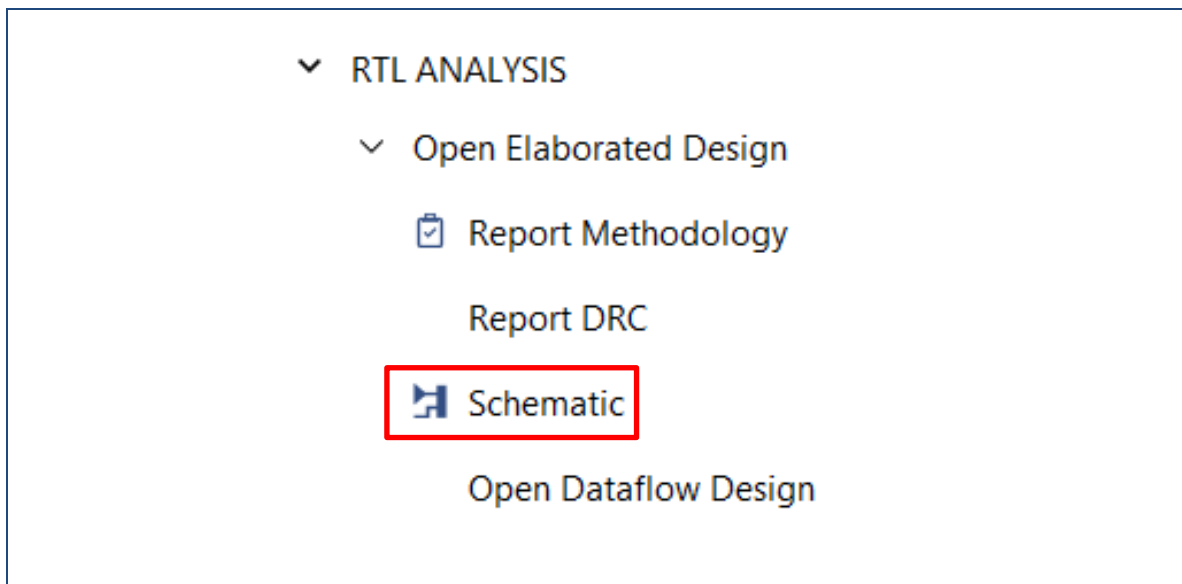 RTL ANALYSIS
Open Elaborated Design
Report Methodology
Report DRC
Schematic
Open Dataflow Design